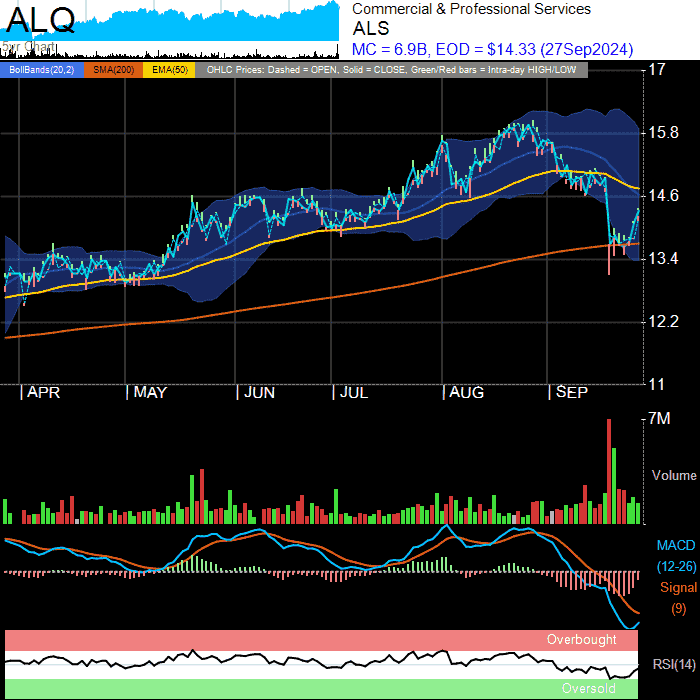 ALQ
5yr Chart
Commercial & Professional Services
ALS
MC = 6.9B, EOD = $14.33 (27Sep2024)
BollBands(20,2) SMA(200) EMA(50) OHLC Prices: Dashed = OPEN, Solid = CLOSE, Green/Red bars = Intra-day HIGH/LOW
17
15.8
14.6
13.4
12.2
11
APR MAY JUN JUL AUG SEP
7M
Volume
MACD
(12-26)
Signal
(9)
Overbought
RSI(14)
Oversold